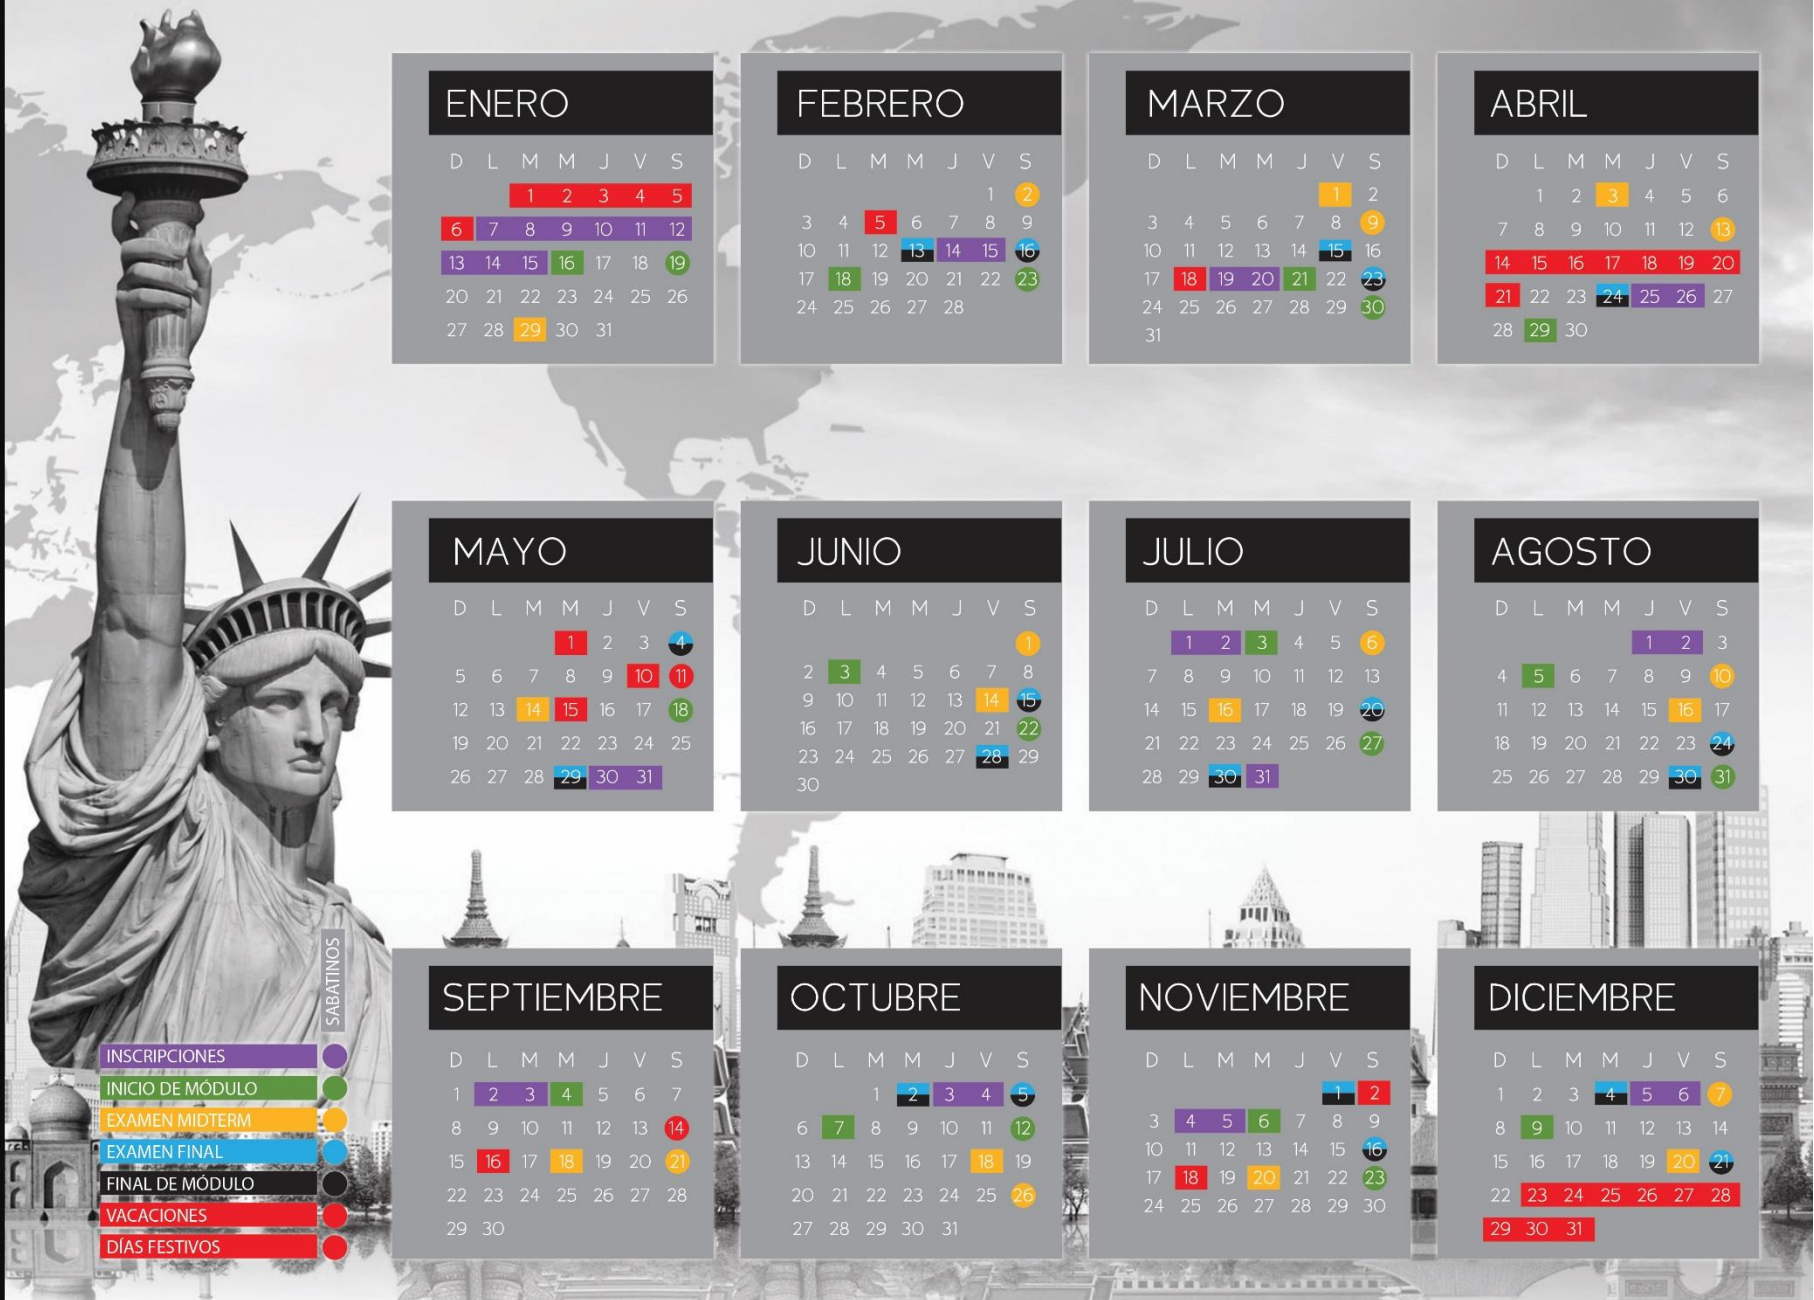 ENERO
D L M M J V S
1 2 3 4 5
6 7 8 9 10 11 12
13 14 15 16 17 18 19
20 21 22 23 24 25 26
27 28 29 30 31
FEBRERO
D L M M J V S
1 2
3 4 5 6 7 8 9
10 11 12 13 14 15 16
17 18 19 20 21 22 23
24 25 26 27 28
MARZO
D L M M J V S
1 2
3 4 5 6 7 8 9
10 11 12 13 14 15 16
17 18 19 20 21 22 23
24 25 26 27 28 29 30
31
ABRIL
D L M M J V S
1 2 3 4 5 6
7 8 9 10 11 12 13
14 15 16 17 18 19 20
21 22 23 24 25 26 27
28 29 30
MAYO
D L M M J V S
1 2 3 4
5 6 7 8 9 10 11
12 13 14 15 16 17 18
19 20 21 22 23 24 25
26 27 28 29 30 31
JUNIO
D L M M J V S
1
2 3 4 5 6 7 8
9 10 11 12 13 14 15
16 17 18 19 20 21 22
23 24 25 26 27 28 29
30
JULIO
D L M M J V S
1 2 3 4 5 6
7 8 9 10 11 12 13
14 15 16 17 18 19 20
21 22 23 24 25 26 27
28 29 30 31
AGOSTO
D L M M J V S
1 2 3
4 5 6 7 8 9 10
11 12 13 14 15 16 17
18 19 20 21 22 23 24
25 26 27 28 29 30 31
SEPTIEMBRE
D L M M J V S
1 2 3 4 5 6 7
8 9 10 11 12 13 14
15 16 17 18 19 20 21
22 23 24 25 26 27 28
29 30
OCTUBRE
D L M M J V S
1 2 3 4 5
6 7 8 9 10 11 12
13 14 15 16 17 18 19
20 21 22 23 24 25 26
27 28 29 30 31
NOVIEMBRE
D L M M J V S
1 2
3 4 5 6 7 8 9
10 11 12 13 14 15 16
17 18 19 20 21 22 23
24 25 26 27 28 29 30
DICIEMBRE
D L M M J V S
1 2 3 4 5 6 7
8 9 10 11 12 13 14
15 16 17 18 19 20 21
22 23 24 25 26 27 28
29 30 31
SABATINOS
INSCRIPCIONES
INICIO DE MÓDULO
EXAMEN MIDTERM
EXAMEN FINAL
FINAL DE MÓDULO
VACACIONES
DÍAS FESTIVOS